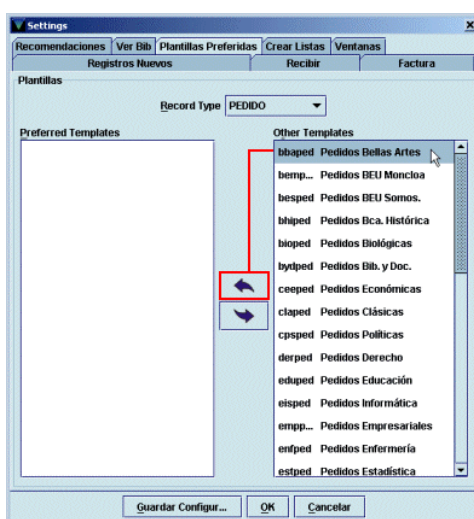 Settings
Recomendaciones Ver Bib Plantillas Preferidas Crear Listas Ventanas
Registros Nuevos Recibir Factura
Plantillas
Record Type PEDIDO
Preferred Templates Other Templates
bbaped Pedidos Bellas Artes
bemp... Pedidos BEU Moncloa
besped Pedidos BEU Somos.
bhiped Pedidos Bca. Histórica
bioped Pedidos Biológicas
bydped Pedidos Bib. y Doc.
ceeped Pedidos Económicas
claped Pedidos Clásicas
cpsped Pedidos Políticas
derped Pedidos Derecho
eduped Pedidos Educación
eisped Pedidos Informática
empp... Pedidos Empresariales
enfped Pedidos Enfermería
estped Pedidos Estadística
Guardar Configur... OK Cancelar